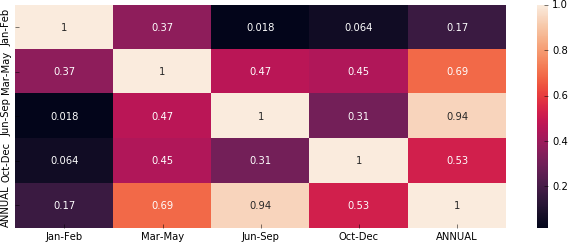 Jan-Feb 1 0.37 0.018 0.064 0.17
Mar-May 0.37 1 0.47 0.45 0.69
Jun-Sep 0.018 0.47 1 0.31 0.94
Oct-Dec 0.064 0.45 0.31 1 0.53
ANNUAL 0.17 0.69 0.94 0.53 1
Jan-Feb Mar-May Jun-Sep Oct-Dec ANNUAL
1.0
0.8
0.6
0.4
0.2